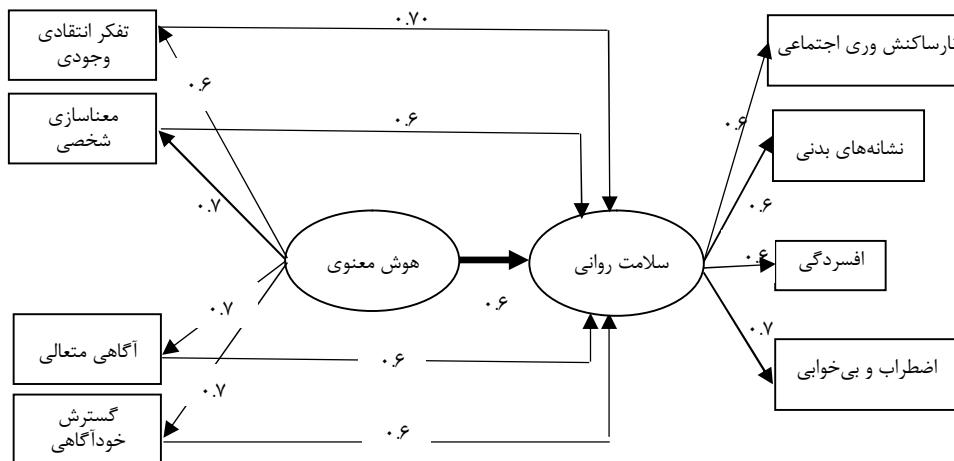 تفکر انتقادی
وجودی
۰.۷۰
نارساکنش وری اجتماعی
۰.۶
معناسازی
شخصی
۰.۶
۰.۶
نشانه‌های بدنی
۰.۷
۰.۶
هوش معنوی
سلامت روانی
۰.۶
افسردگی
۰.۶
۰.۷
۰.۷
آگاهی متعالی
۰.۶
اضطراب و بی‌خوابی
۰.۷
گسترش
خودآگاهی
۰.۶